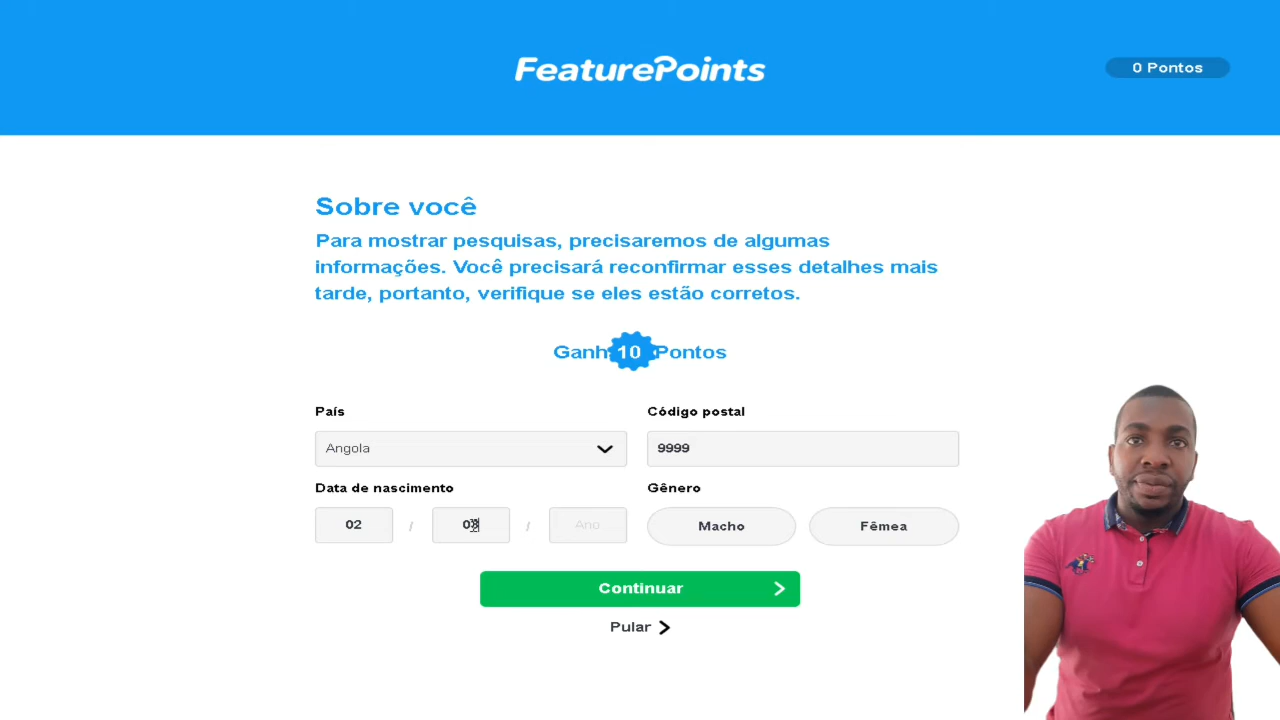 FeaturePoints
0 Pontos
Sobre você
Para mostrar pesquisas, precisaremos de algumas
informações. Você precisará reconfirmar esses detalhes mais
tarde, portanto, verifique se eles estão corretos.
Ganh 10 Pontos
País
Código postal
Angola
9999
Data de nascimento
Gênero
02 / / Ano
Macho
Fêmea
Continuar
Pular